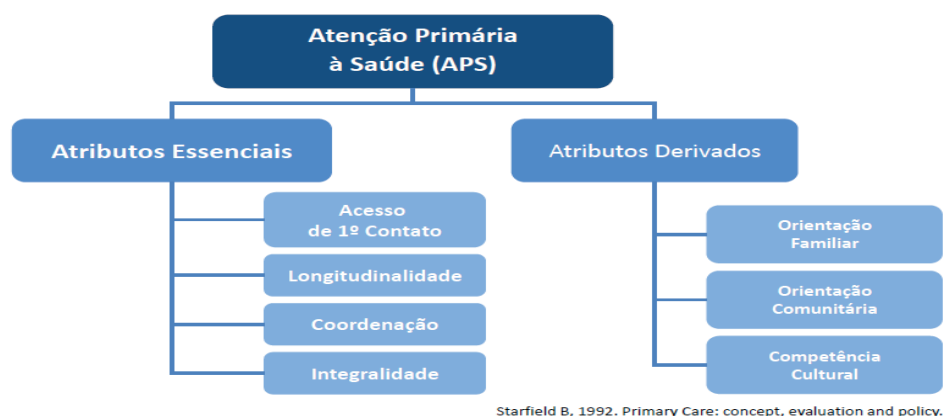 Atenção Primária
à Saúde (APS)
Atributos Essenciais
Atributos Derivados
Acesso
de 1º Contato
Longitudinalidade
Coordenação
Integralidade
Orientação
Familiar
Orientação
Comunitária
Competência
Cultural
Starfield B, 1992. Primary Care: concept, evaluation and policy.